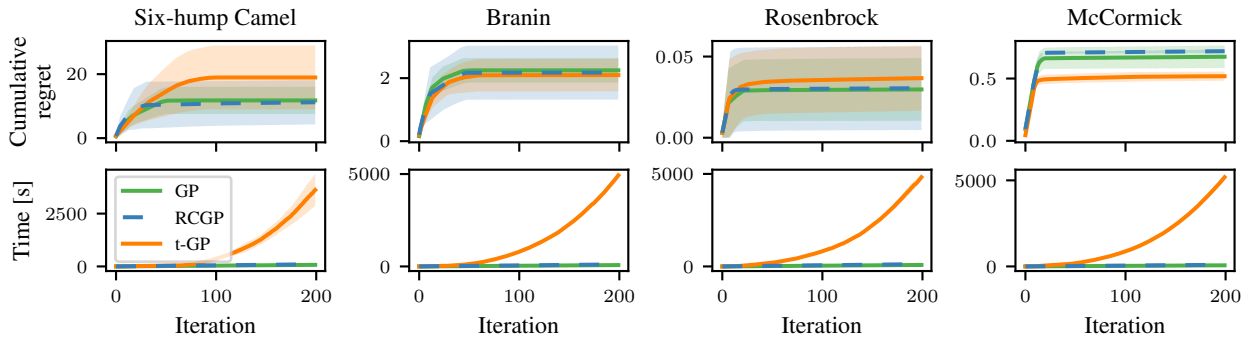 Six-hump Camel Branin Rosenbrock McCormick
Cumulative
regret
20
0
2
0
0.05
0.00
0.5
0.0
Time [s]
2500
0
5000
0
5000
0
5000
0
GP
RCGP
t-GP
0 100 200 0 100 200 0 100 200 0 100 200
Iteration Iteration Iteration Iteration